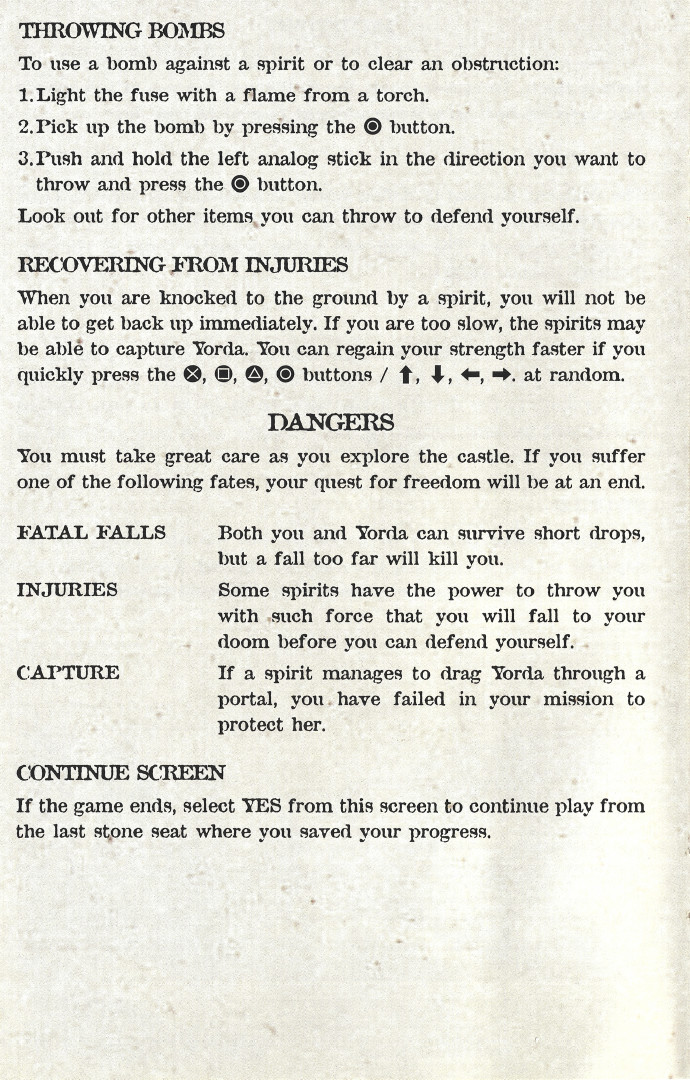 THROWING BOMBS
To use a bomb against a spirit or to clear an obstruction:
1. Light the fuse with a flame from a torch.
2. Pick up the bomb by pressing the ◎ button.
3. Push and hold the left analog stick in the direction you want to
throw and press the ◎ button.
Look out for other items you can throw to defend yourself.
RECOVERING FROM INJURIES
When you are knocked to the ground by a spirit, you will not be
able to get back up immediately. If you are too slow, the spirits may
be able to capture Yorda. You can regain your strength faster if you
quickly press the ⊗, ▣, △, ◎ buttons / ↑, ↓, ←, →. at random.
DANGERS
You must take great care as you explore the castle. If you suffer
one of the following fates, your quest for freedom will be at an end.
FATAL FALLS Both you and Yorda can survive short drops,
but a fall too far will kill you.
INJURIES Some spirits have the power to throw you
with such force that you will fall to your
doom before you can defend yourself.
CAPTURE If a spirit manages to drag Yorda through a
portal, you have failed in your mission to
protect her.
CONTINUE SCREEN
If the game ends, select YES from this screen to continue play from
the last stone seat where you saved your progress.